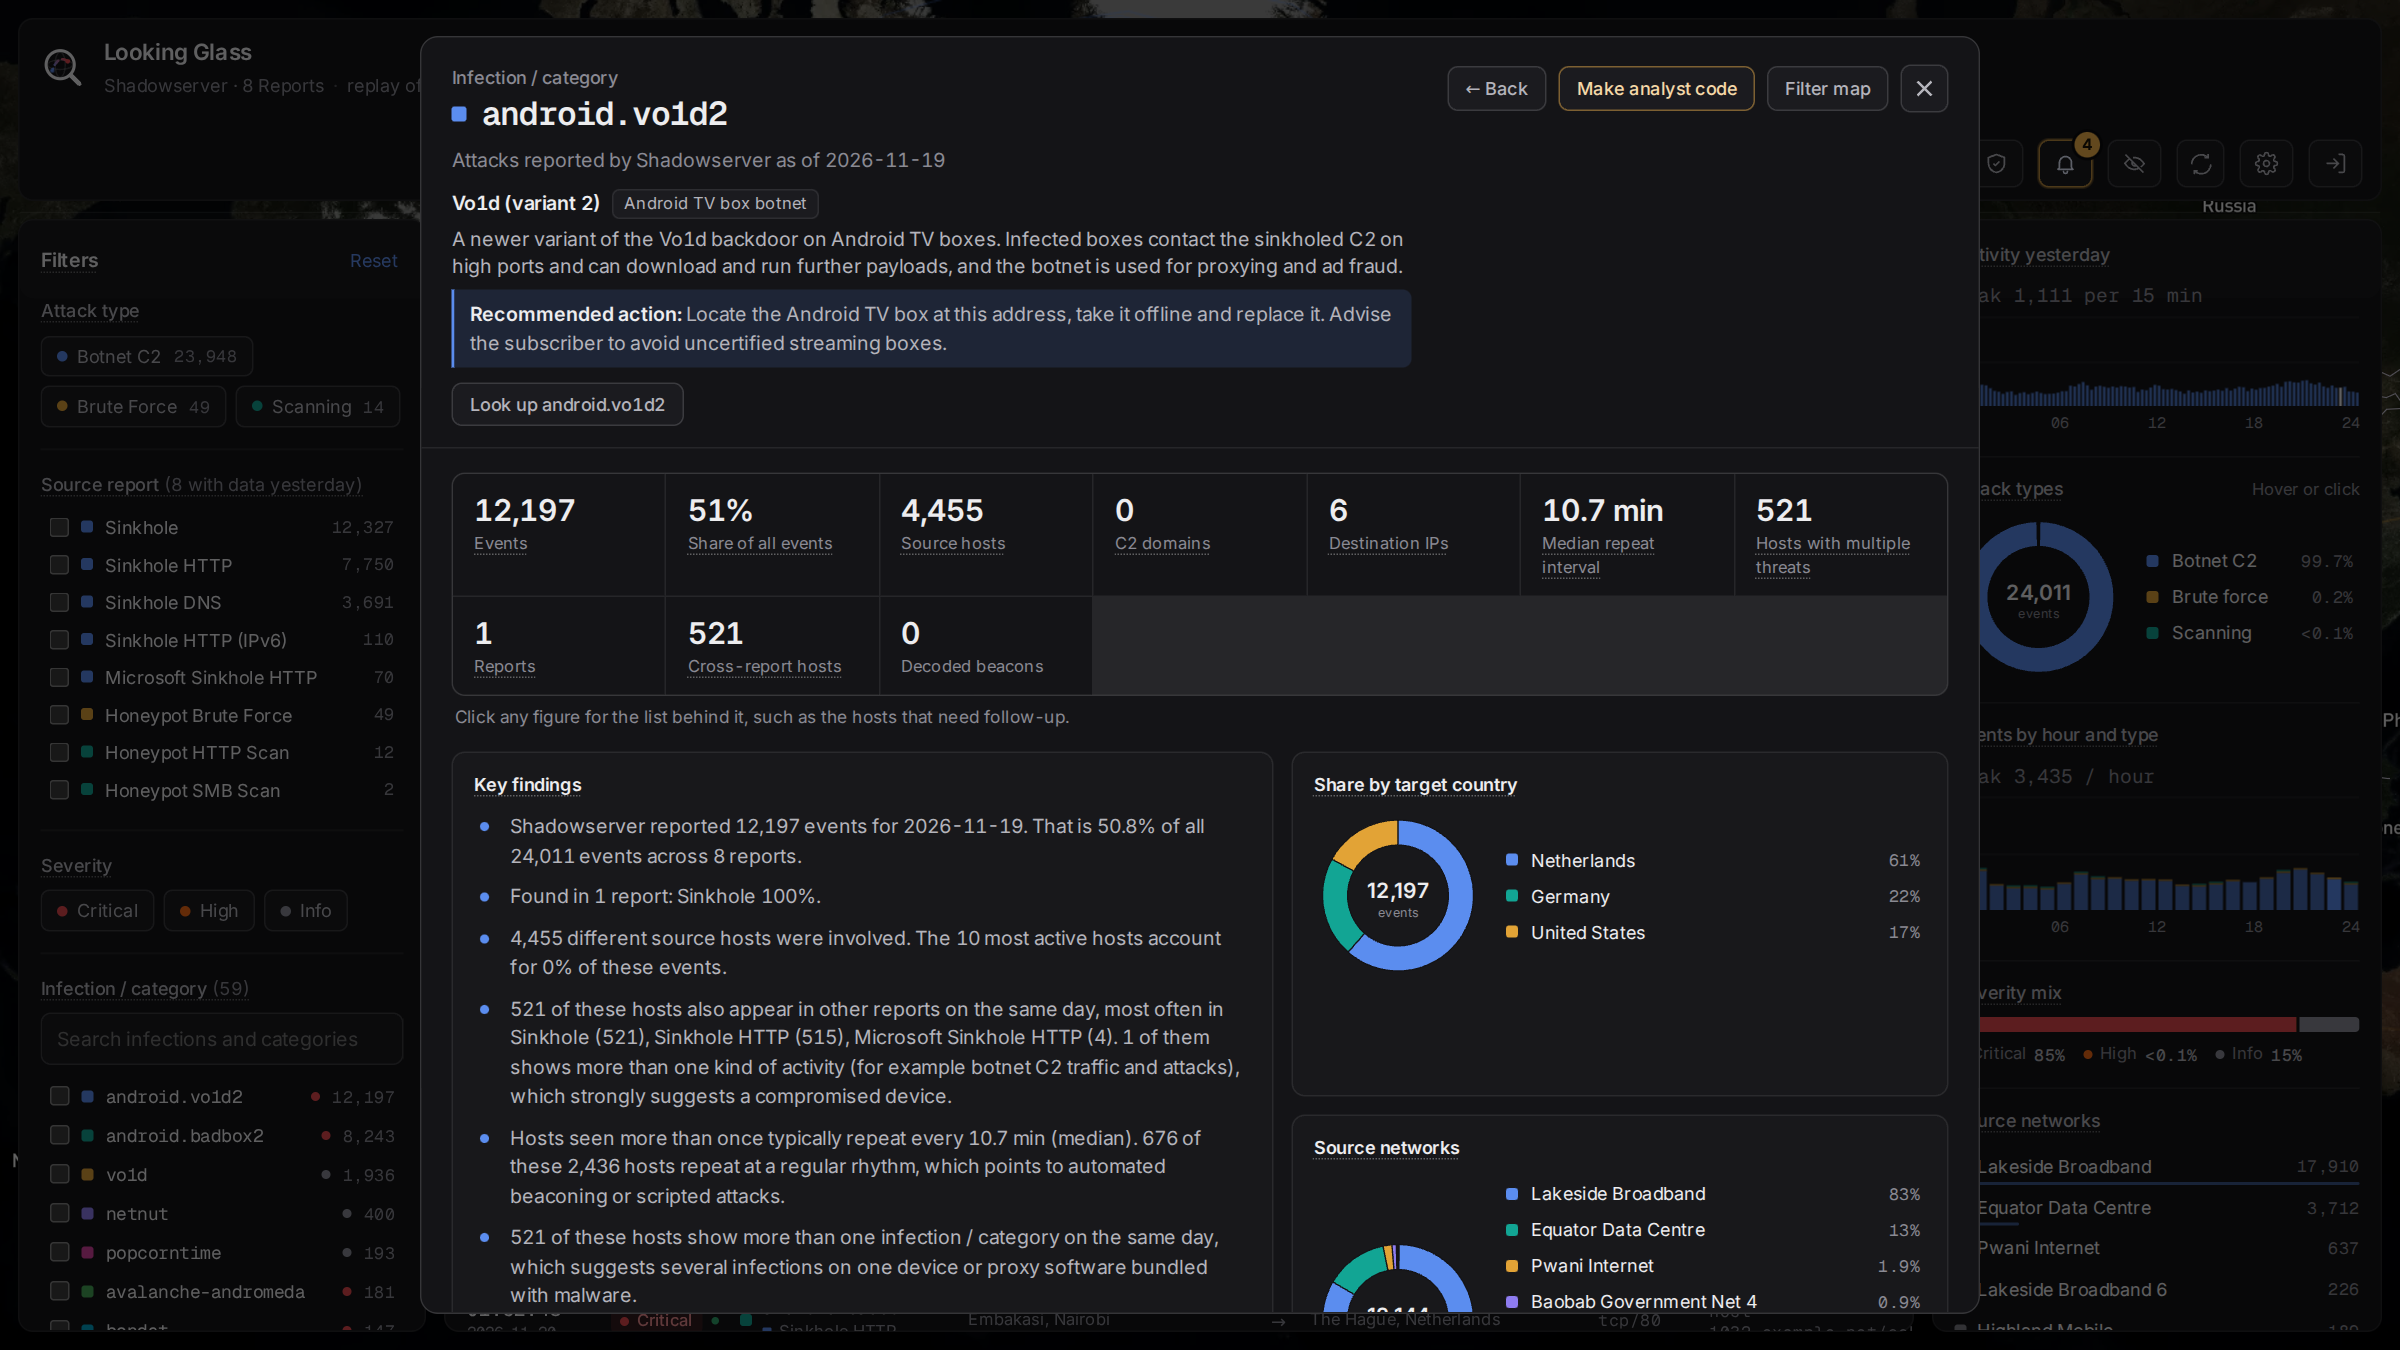 Looking Glass
Shadowserver · 8 Reports · replay of
Infection / category
android.vo1d2
Attacks reported by Shadowserver as of 2026-11-19
← Back
Make analyst code
Filter map
Vo1d (variant 2)
Android TV box botnet
A newer variant of the Vo1d backdoor on Android TV boxes. Infected boxes contact the sinkholed C2 on
high ports and can download and run further payloads, and the botnet is used for proxying and ad fraud.
Recommended action: Locate the Android TV box at this address, take it offline and replace it. Advise
the subscriber to avoid uncertified streaming boxes.
Look up android.vo1d2
4
Russia
Filters
Reset
Attack type
Botnet C2 23,948
Brute Force 49
Scanning 14
Source report (8 with data yesterday)
Sinkhole 12,327
Sinkhole HTTP 7,750
Sinkhole DNS 3,691
Sinkhole HTTP (IPv6) 110
Microsoft Sinkhole HTTP 70
Honeypot Brute Force 49
Honeypot HTTP Scan 12
Honeypot SMB Scan 2
Severity
Critical
High
Info
Infection / category (59)
Search infections and categories
android.vo1d2 12,197
android.badbox2 8,243
vo1d 1,936
netnut 400
popcorntime 193
avalanche-andromeda 181
12,197
Events
51%
Share of all events
4,455
Source hosts
0
C2 domains
6
Destination IPs
10.7 min
Median repeat
interval
521
Hosts with multiple
threats
1
Reports
521
Cross-report hosts
0
Decoded beacons
Click any figure for the list behind it, such as the hosts that need follow-up.
Key findings
Shadowserver reported 12,197 events for 2026-11-19. That is 50.8% of all
24,011 events across 8 reports.
Found in 1 report: Sinkhole 100%.
4,455 different source hosts were involved. The 10 most active hosts account
for 0% of these events.
521 of these hosts also appear in other reports on the same day, most often in
Sinkhole (521), Sinkhole HTTP (515), Microsoft Sinkhole HTTP (4). 1 of them
shows more than one kind of activity (for example botnet C2 traffic and attacks),
which strongly suggests a compromised device.
Hosts seen more than once typically repeat every 10.7 min (median). 676 of
these 2,436 hosts repeat at a regular rhythm, which points to automated
beaconing or scripted attacks.
521 of these hosts show more than one infection / category on the same day,
which suggests several infections on one device or proxy software bundled
with malware.
Share by target country
12,197
events
Netherlands 61%
Germany 22%
United States 17%
Source networks
Lakeside Broadband 83%
Equator Data Centre 13%
Pwani Internet 1.9%
Baobab Government Net 4 0.9%
tivity yesterday
ak 1,111 per 15 min
06 12 18 24
ack types
Hover or click
24,011
events
Botnet C2 99.7%
Brute force 0.2%
Scanning <0.1%
ents by hour and type
ak 3,435 / hour
06 12 18 24
verity mix
ritical 85% High <0.1% Info 15%
urce networks
Lakeside Broadband 17,910
Equator Data Centre 3,712
Pwani Internet 637
Lakeside Broadband 6 226
Highland Mobile
Critical
Sinkhole HTTP
Embakasi, Nairobi
→
The Hague, Netherlands
tcp/80